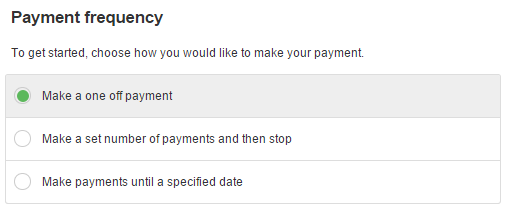 Payment frequency
To get started, choose how you would like to make your payment.
Make a one off payment
Make a set number of payments and then stop
Make payments until a specified date